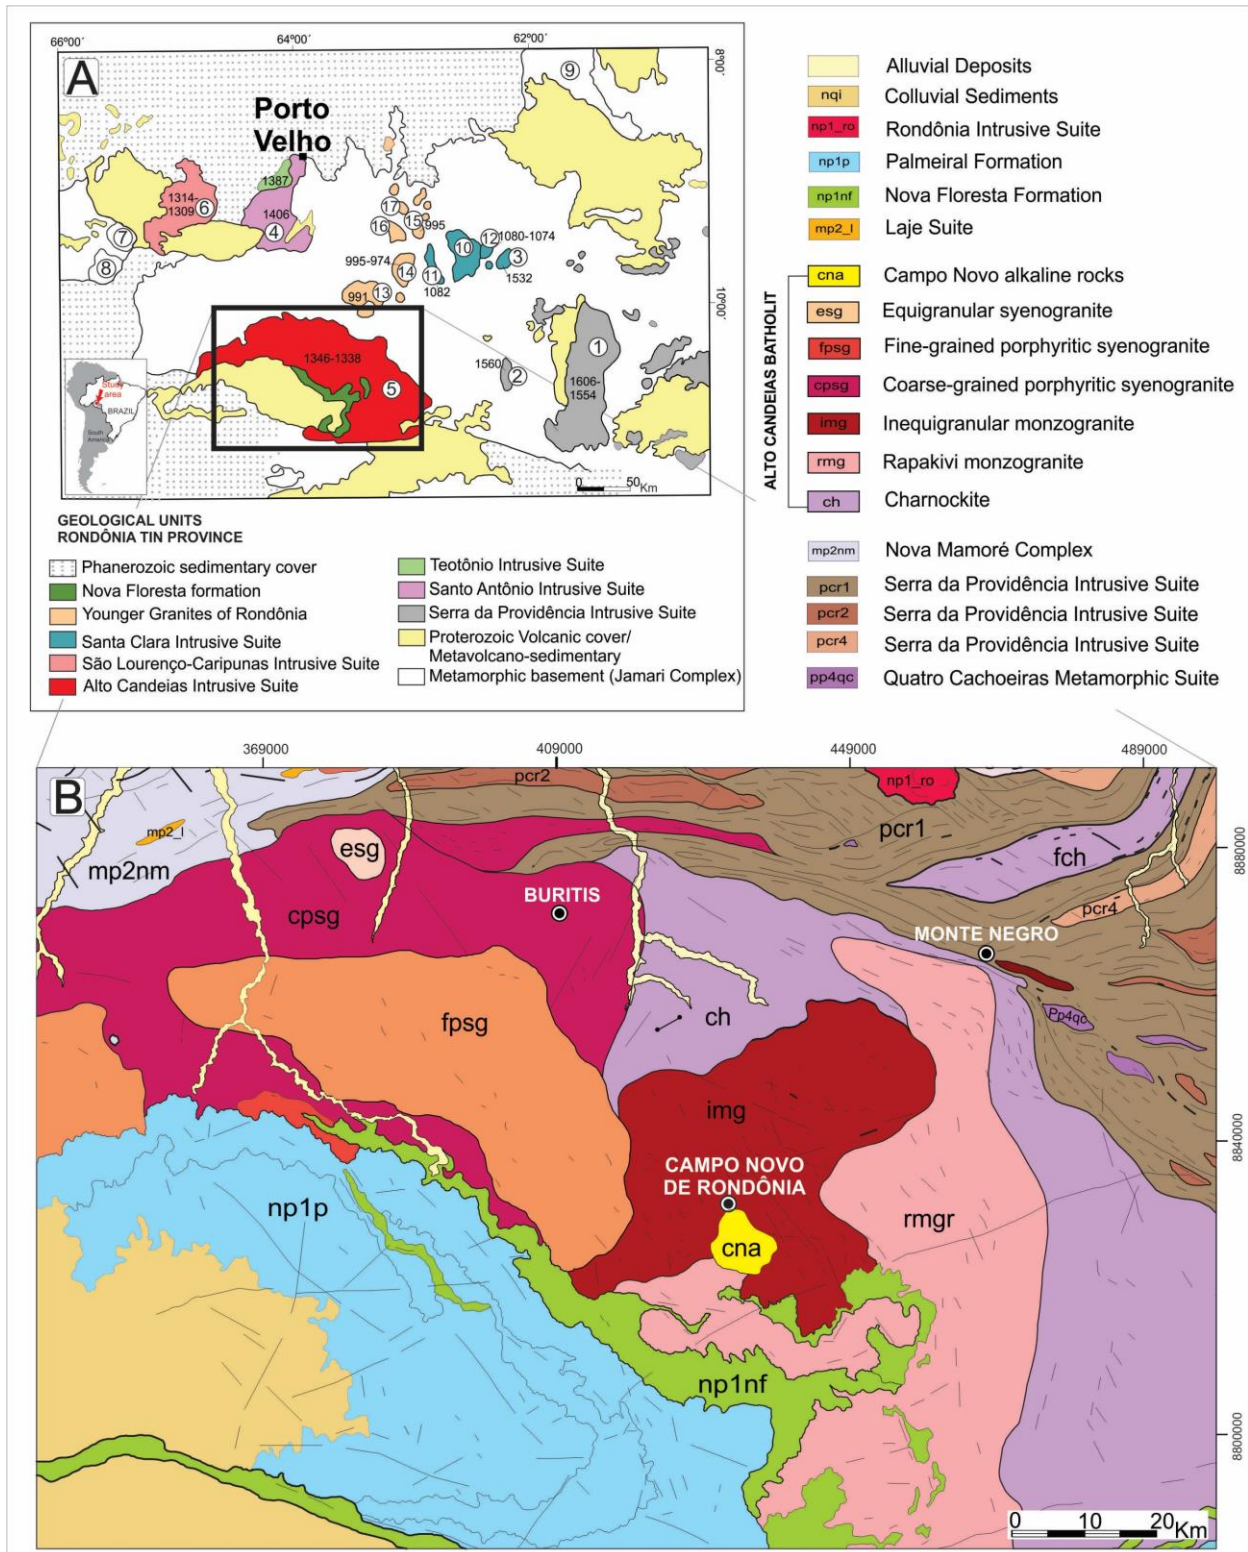 66°00'
64°00'
62°00'
8°00'
A
9
Porto
Velho
1387
1314-
1309
6
1406
4
7
8
17
15
16
995
12
1080-1074
10
3
995-974
14
11
1082
1532
991
13
10°00'
1346-1338
5
1560
2
1
1606-
1554
Study
area
BRAZIL
South
America
0 50
Km
GEOLOGICAL UNITS
RONDÔNIA TIN PROVINCE
Phanerozoic sedimentary cover
Nova Floresta formation
Younger Granites of Rondônia
Santa Clara Intrusive Suite
São Lourenço-Caripunas Intrusive Suite
Alto Candeias Intrusive Suite
Teotônio Intrusive Suite
Santo Antônio Intrusive Suite
Serra da Providência Intrusive Suite
Proterozoic Volcanic cover/
Metavolcano-sedimentary
Metamorphic basement (Jamari Complex)
Alluvial Deposits
nqi Colluvial Sediments
np1_ro Rondônia Intrusive Suite
np1p Palmeiral Formation
np1nf Nova Floresta Formation
mp2_l Laje Suite
ALTO CANDEIAS BATHOLIT
cna Campo Novo alkaline rocks
esg Equigranular syenogranite
fpsg Fine-grained porphyritic syenogranite
cpsg Coarse-grained porphyritic syenogranite
img Inequigranular monzogranite
rmg Rapakivi monzogranite
ch Charnockite
mp2nm Nova Mamoré Complex
pcr1 Serra da Providência Intrusive Suite
pcr2 Serra da Providência Intrusive Suite
pcr4 Serra da Providência Intrusive Suite
pp4qc Quatro Cachoeiras Metamorphic Suite
369000
409000
449000
489000
B
pcr2
np1_ro
mp2_l
pcr1
esg
fch
mp2nm
8880000
cpsg
BURITIS
pcr4
MONTE NEGRO
fpsg
ch
Pp4qc
img
8840000
CAMPO NOVO
DE RONDÔNIA
np1p
rmgr
cna
np1nf
8800000
0 10 20
Km